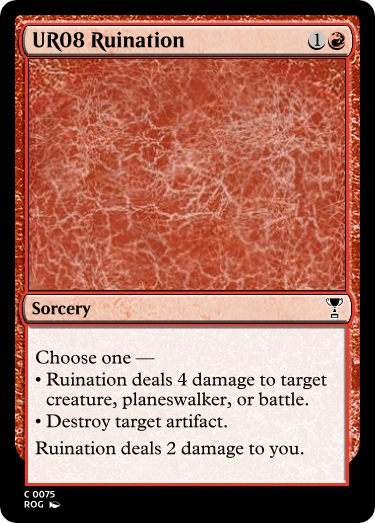 UR08 Ruination 1
Sorcery
Choose one —
• Ruination deals 4 damage to target
creature, planeswalker, or battle.
• Destroy target artifact.
Ruination deals 2 damage to you.
C 0075
ROG